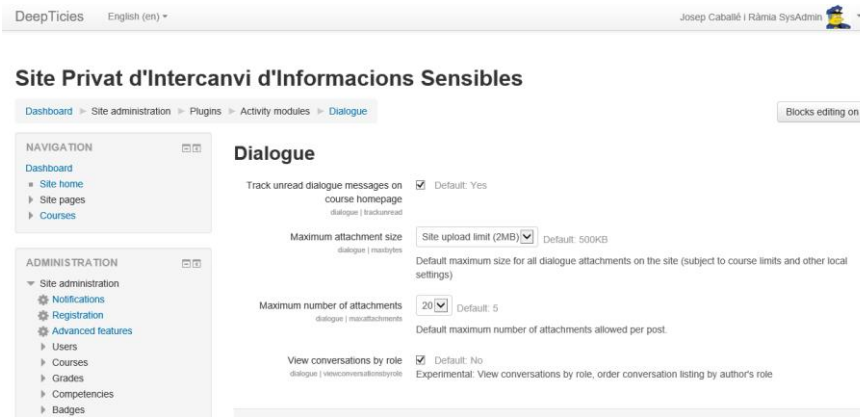 DeepTicies English (en) Josep Caballé i Ràmia SysAdmin
Site Privat d'Intercanvi d'Informacions Sensibles
Dashboard Site administration Plugins Activity modules Dialogue Blocks editing on
NAVIGATION
Dashboard
Site home
Site pages
Courses
ADMINISTRATION
Site administration
Notifications
Registration
Advanced features
Users
Courses
Grades
Competencies
Badges
Dialogue
Track unread dialogue messages on Default: Yes
course homepage
dialogue | trackunread
Maximum attachment size Site upload limit (2MB) Default: 500KB
dialogue | maxbytes
Default maximum size for all dialogue attachments on the site (subject to course limits and other local
settings)
Maximum number of attachments 20 Default: 5
dialogue | maxattachments
Default maximum number of attachments allowed per post.
View conversations by role Default: No
dialogue | viewconversationsbyrole Experimental: View conversations by role, order conversation listing by author's role